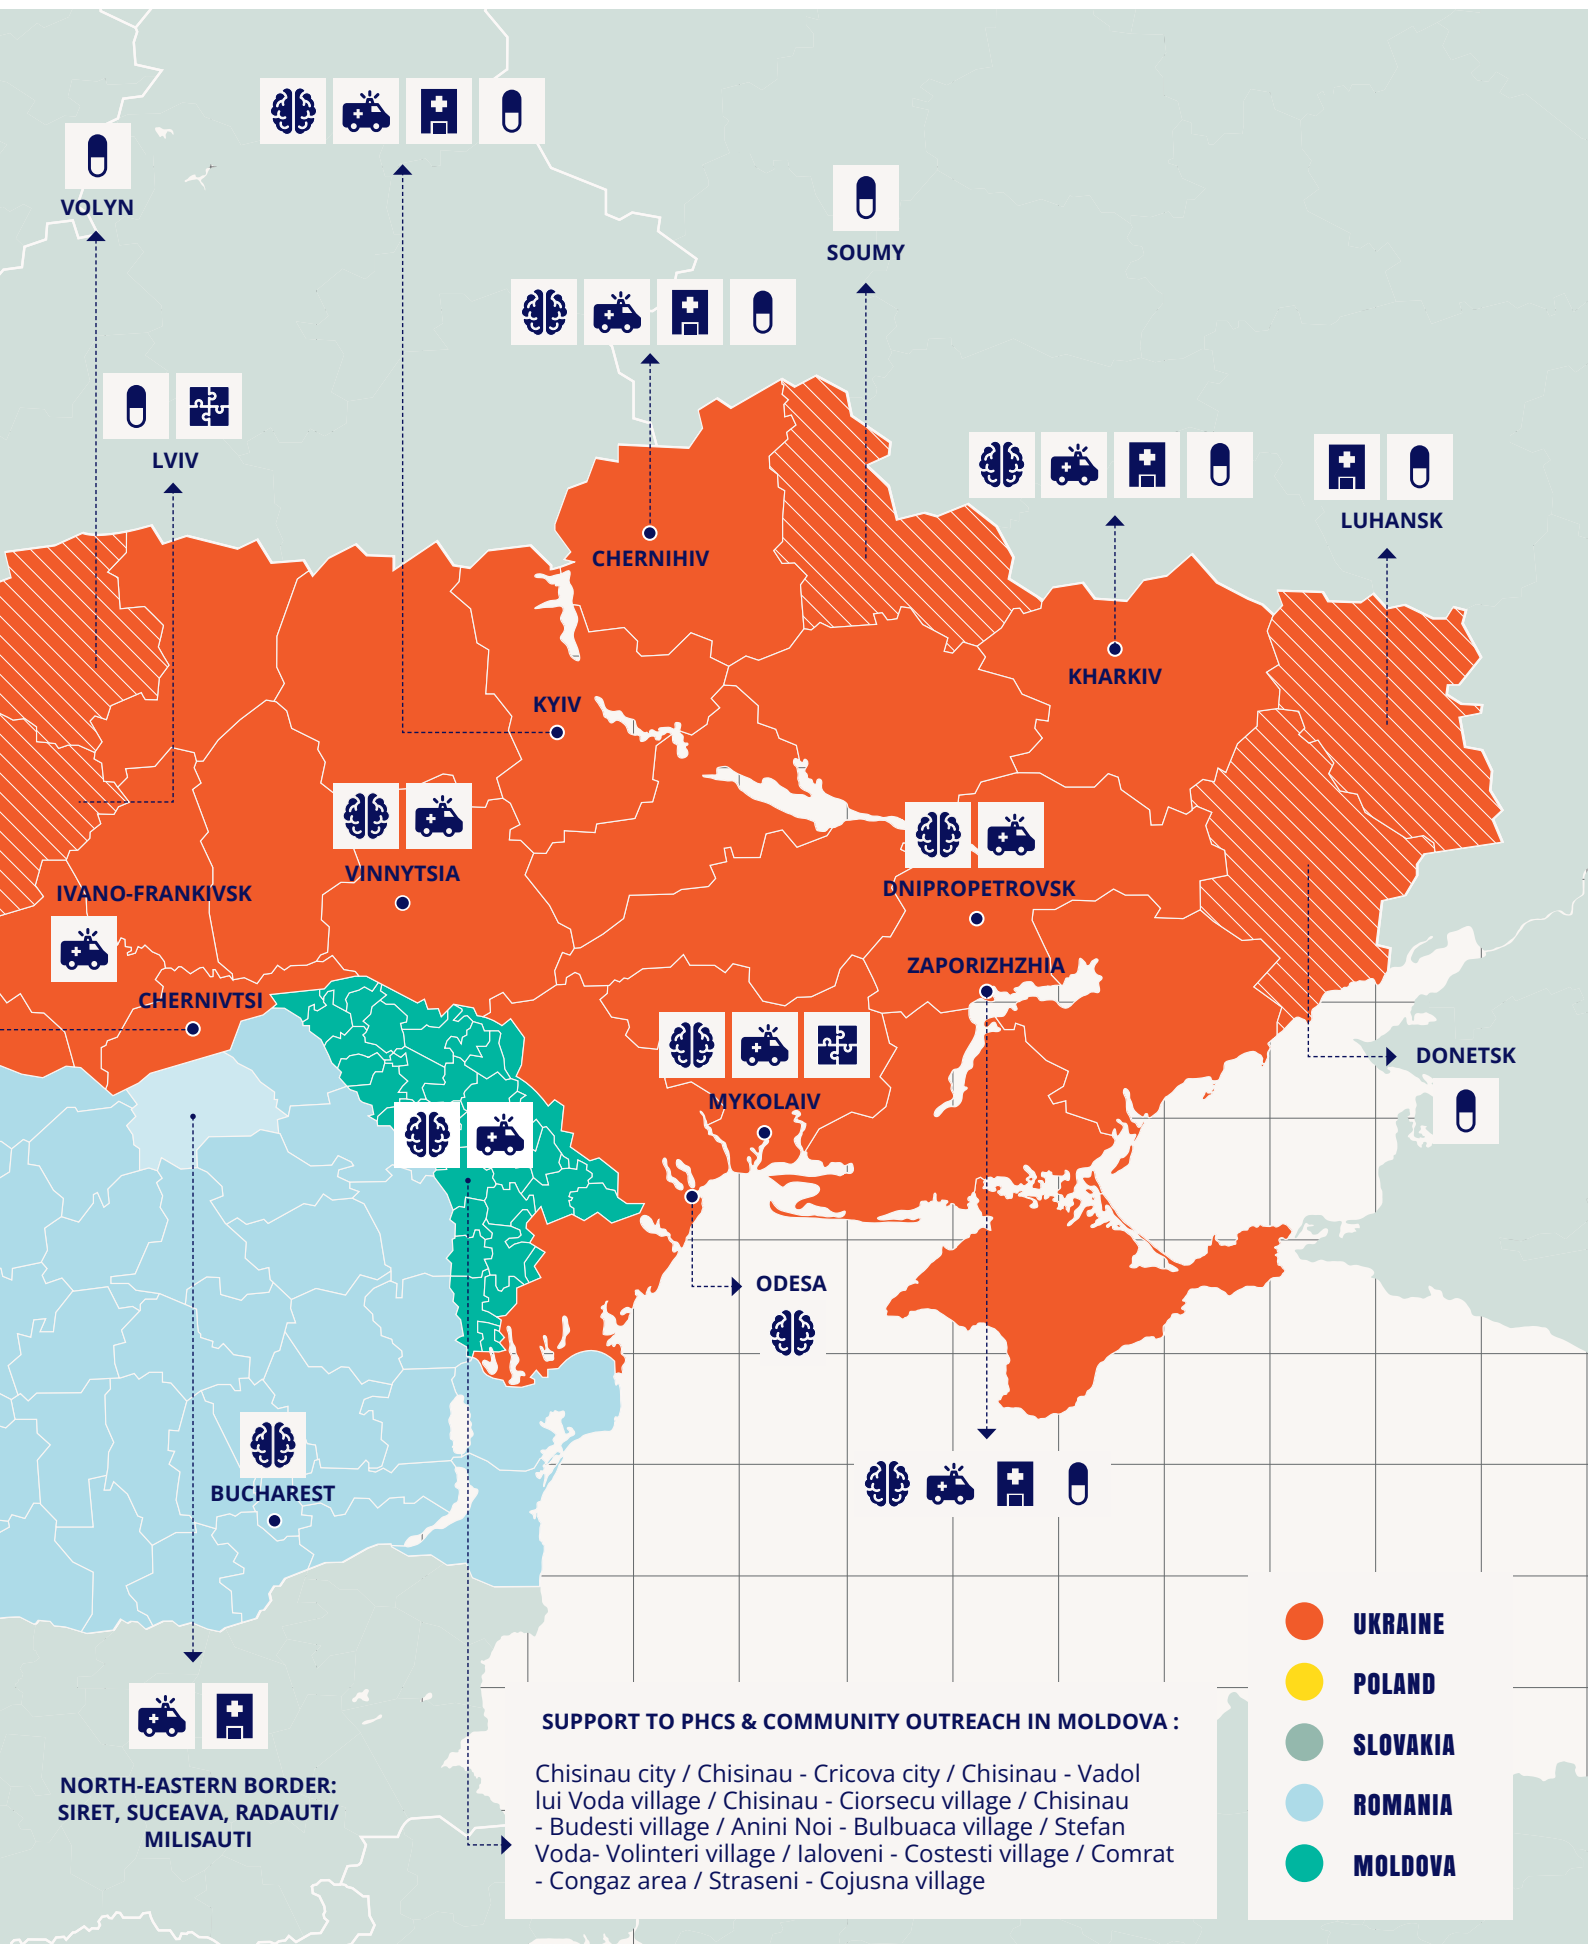 VOLYN
SOUMY
LVIV
LUHANSK
CHERNIHIV
KHARKIV
KYIV
VINNYTSIA
IVANO-FRANKIVSK
DNIPROPETROVSK
ZAPORIZHZHIA
CHERNIVTSI
DONETSK
MYKOLAIV
ODESA
BUCHAREST
NORTH-EASTERN BORDER:
SIRET, SUCEAVA, RADAUTI/
MILISAUTI
SUPPORT TO PHCS & COMMUNITY OUTREACH IN MOLDOVA :
Chisinau city / Chisinau - Cricova city / Chisinau - Vadol
lui Voda village / Chisinau - Ciorsecu village / Chisinau
- Budesti village / Anini Noi - Bulbuaca village / Stefan
Voda- Volinteri village / Ialoveni - Costesti village / Comrat
- Congaz area / Straseni - Cojusna village
UKRAINE
POLAND
SLOVAKIA
ROMANIA
MOLDOVA